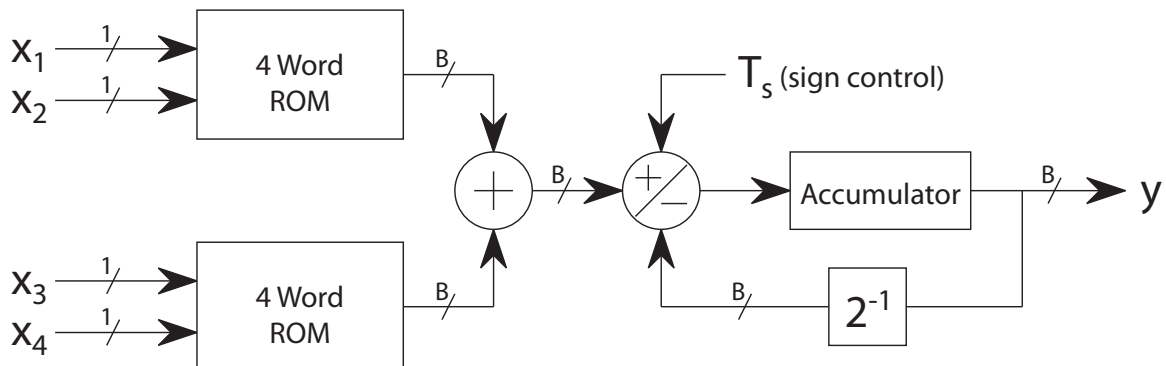 x1
1
x2
1
4 Word
ROM
B
Ts (sign control)
B
Accumulator
B
y
x3
1
x4
1
4 Word
ROM
B
B
2-1